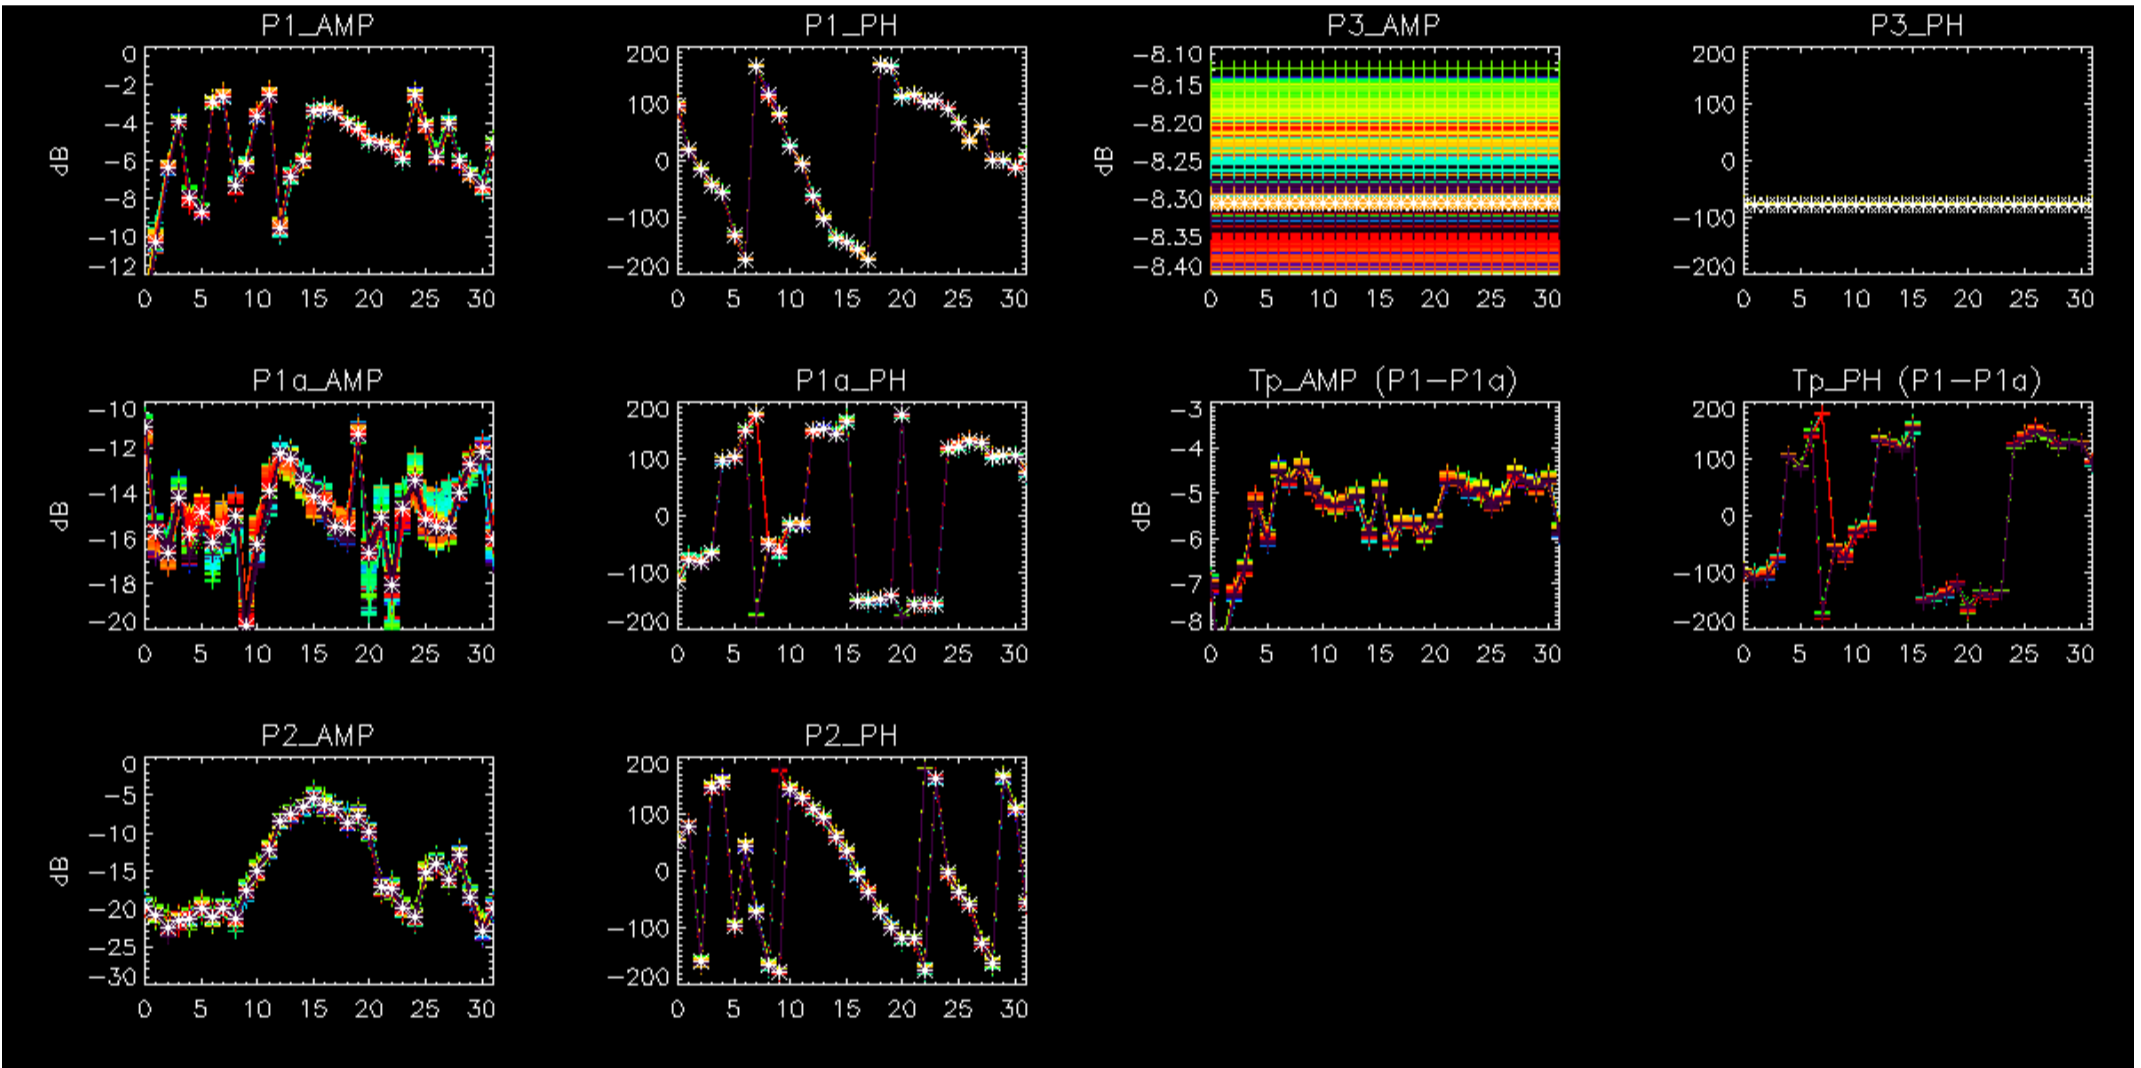 P1_AMP
P1_PH
P3_AMP
P3_PH
0
−2
−4
−6
−8
−10
−12
dB
0 5 10 15 20 25 30
200
100
0
−100
−200
0 5 10 15 20 25 30
−8.10
−8.15
−8.20
−8.25
−8.30
−8.35
−8.40
dB
0 5 10 15 20 25 30
200
100
0
−100
−200
0 5 10 15 20 25 30
P1a_AMP
P1a_PH
Tp_AMP (P1−P1a)
Tp_PH (P1−P1a)
−10
−12
−14
−16
−18
−20
dB
0 5 10 15 20 25 30
200
100
0
−100
−200
0 5 10 15 20 25 30
−3
−4
−5
−6
−7
−8
dB
0 5 10 15 20 25 30
200
100
0
−100
−200
0 5 10 15 20 25 30
P2_AMP
P2_PH
0
−5
−10
−15
−20
−25
−30
dB
0 5 10 15 20 25 30
200
100
0
−100
−200
0 5 10 15 20 25 30